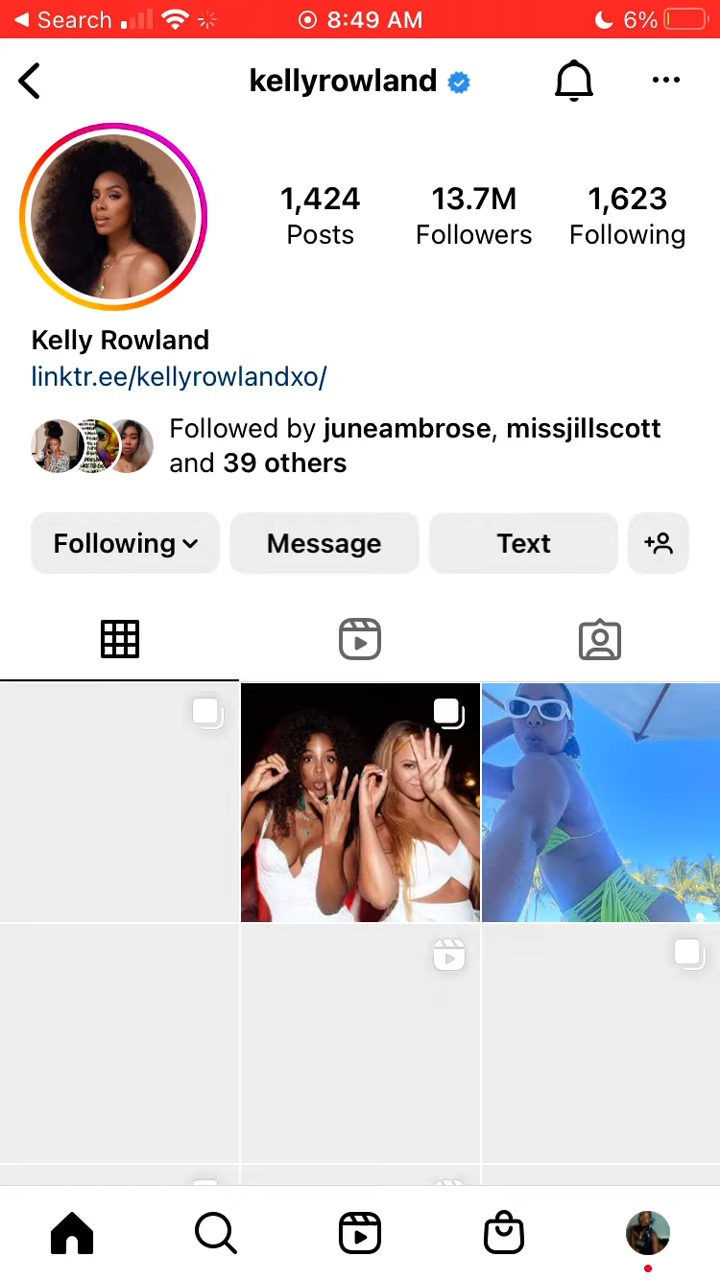 Search 8:49 AM 6%
kellyrowland
1,424 13.7M 1,623
Posts Followers Following
Kelly Rowland
linktr.ee/kellyrowlandxo/
Followed by juneambrose, missjillscott
and 39 others
Following Message Text